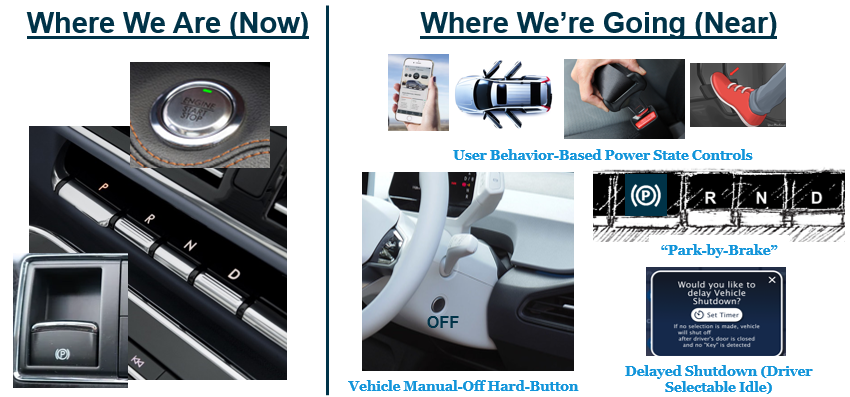 Where We Are (Now)
ENGINE
START
STOP
P
R
N
D
P
Where We’re Going (Near)
User Behavior-Based Power State Controls
OFF
Vehicle Manual-Off Hard-Button
P R N D
“Park-by-Brake”
Would you like to
delay Vehicle
Shutdown?
Set Timer
If no selection is made, vehicle
will shut off
after driver's door is closed
and no "Key" is detected
Delayed Shutdown (Driver
Selectable Idle)